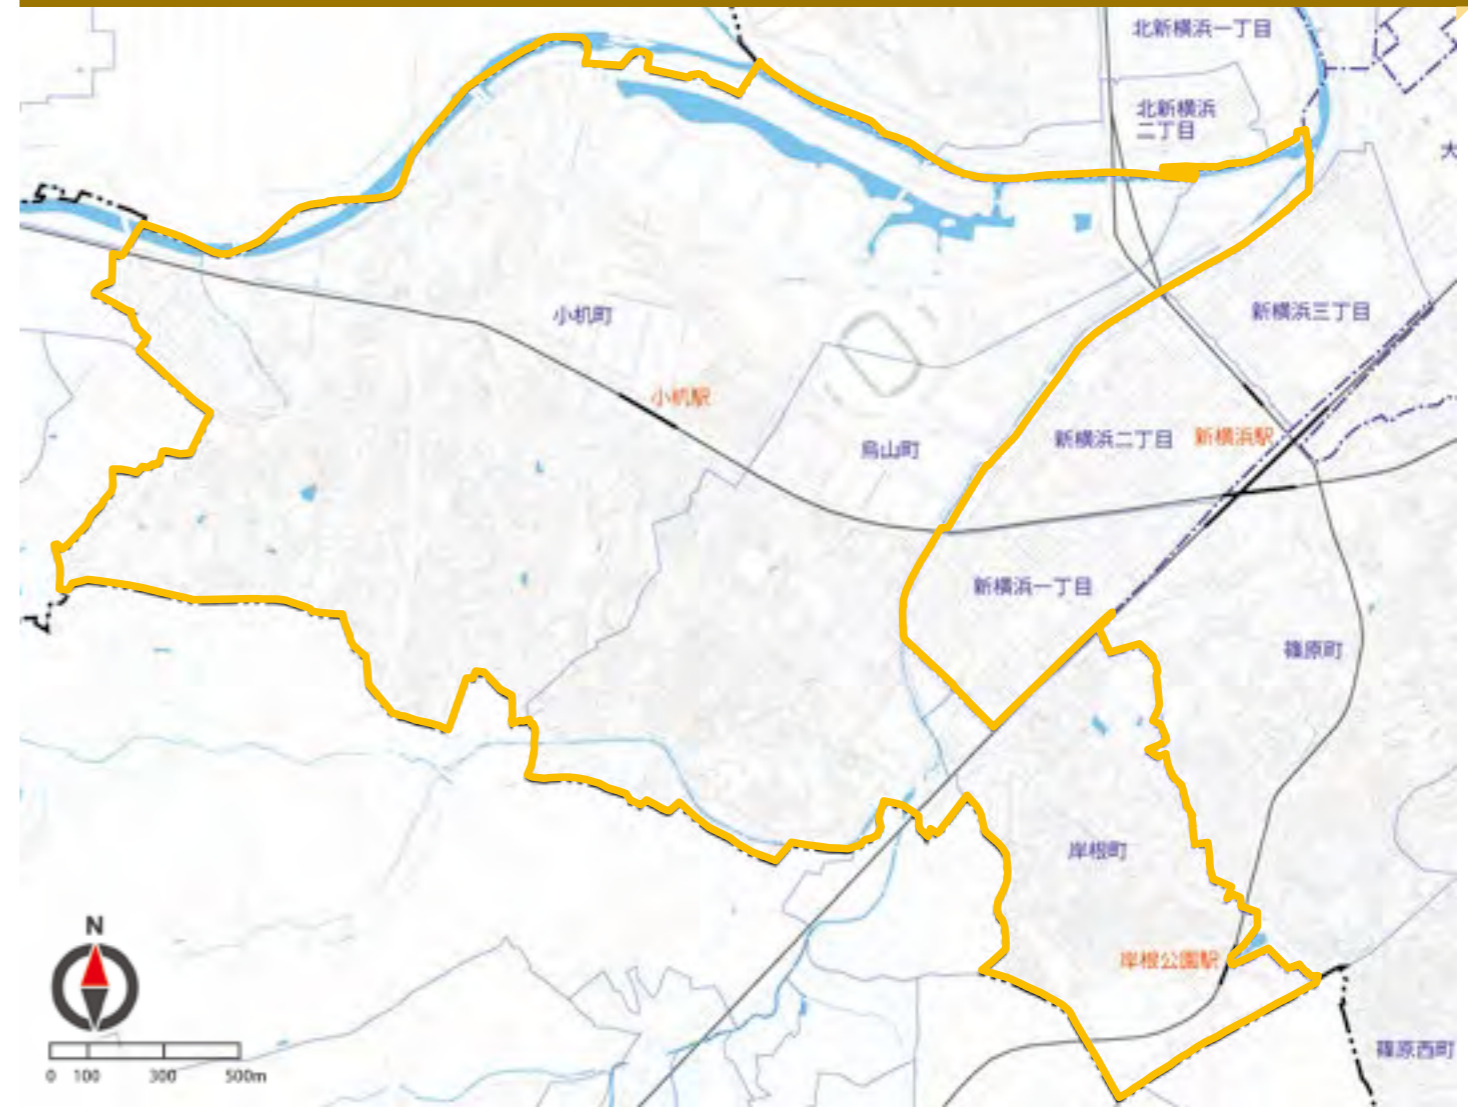 北新横浜一丁目
北新横浜
二丁目
大
新横浜三丁目
小机町
小机駅
新横浜二丁目
新横浜駅
鳥山町
新横浜一丁目
篠原町
岸根町
N
岸根公園駅
篠原西町
0 100 300 500m